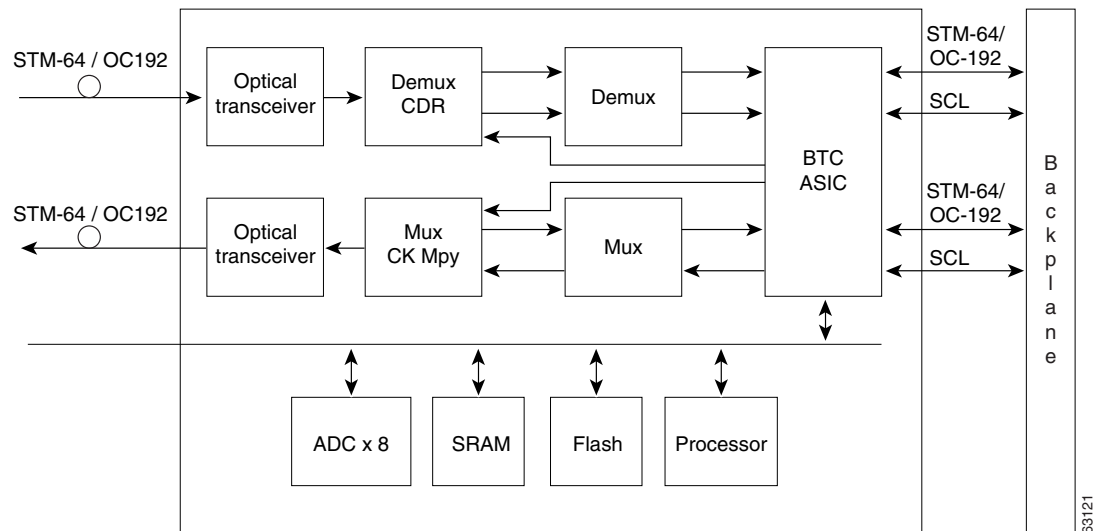 STM-64 / OC192
Optical
transceiver
Demux
CDR
Demux
BTC
ASIC
STM-64/
OC-192
SCL
STM-64 / OC192
Optical
transceiver
Mux
CK Mpy
Mux
STM-64/
OC-192
SCL
Backplane
ADC x 8
SRAM
Flash
Processor
63121